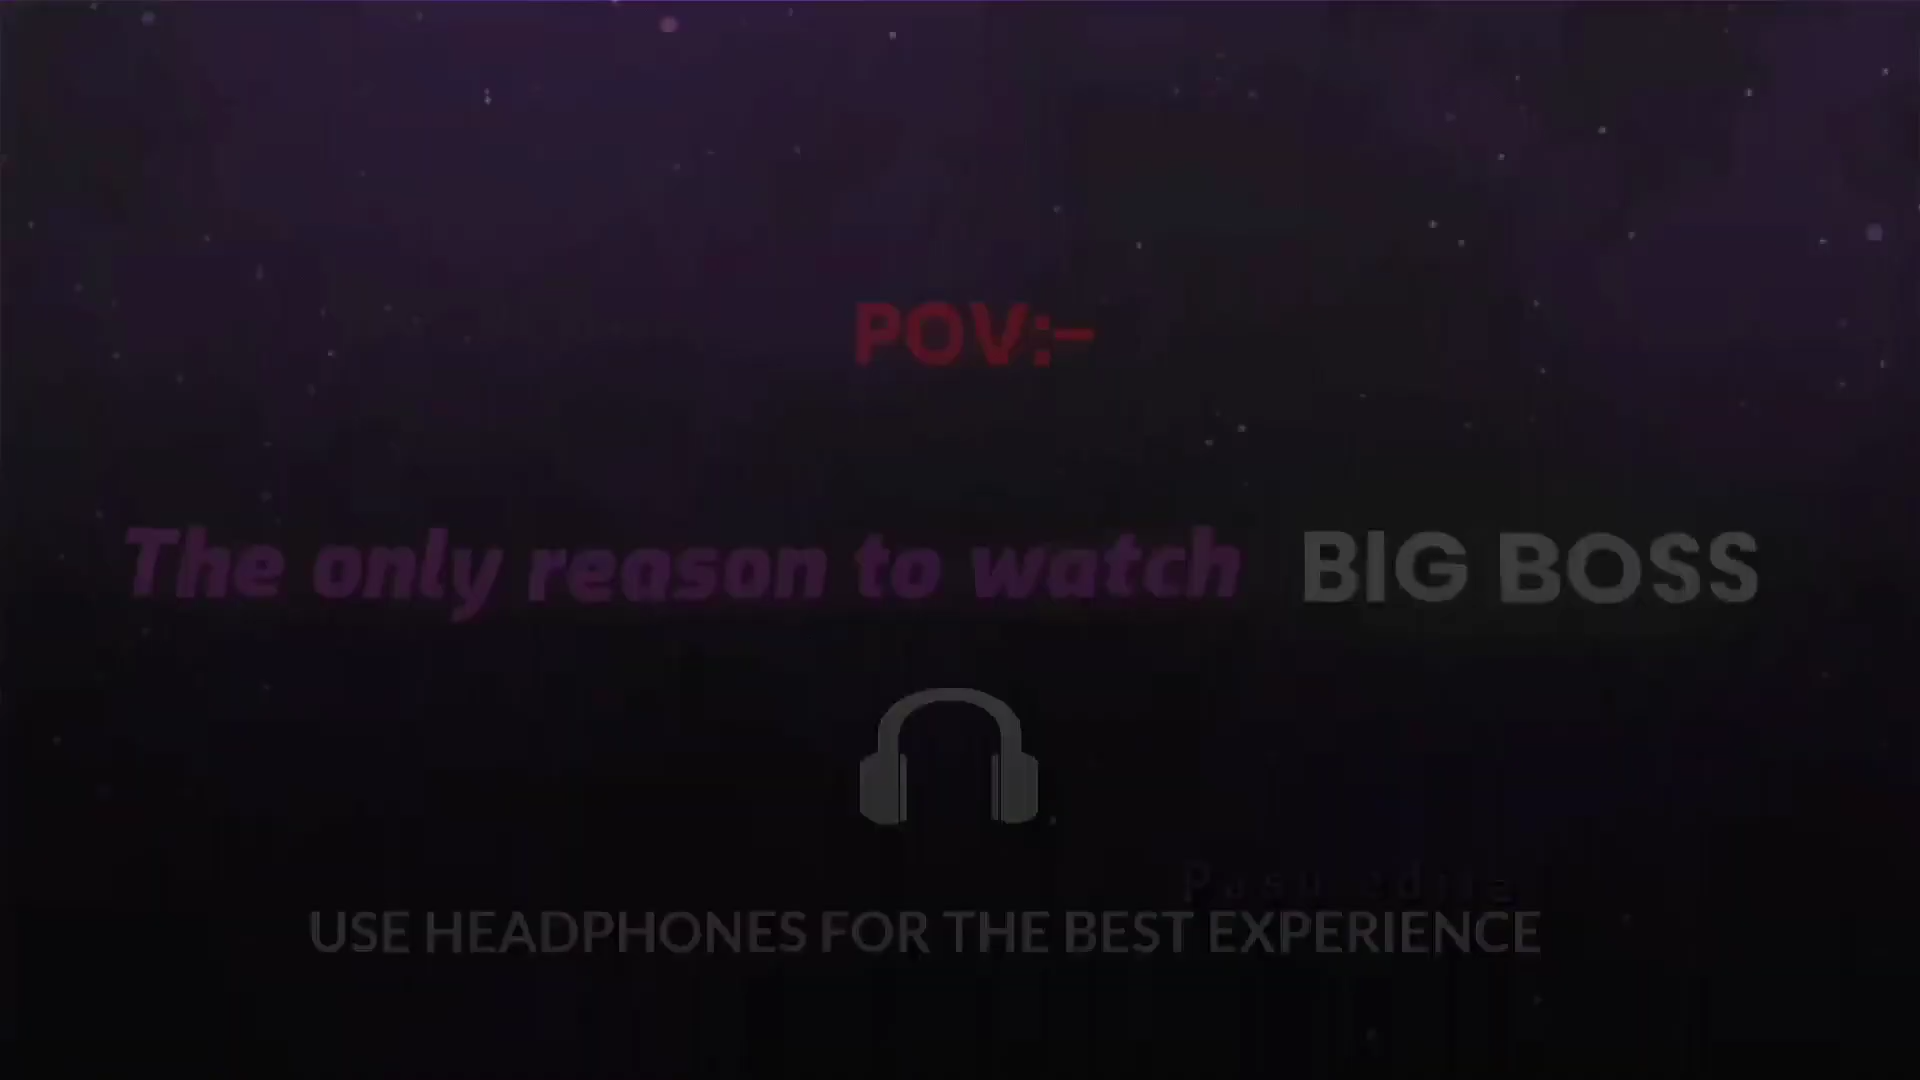 POV:-
The only reason to watch BIG BOSS
USE HEADPHONES FOR THE BEST EXPERIENCE